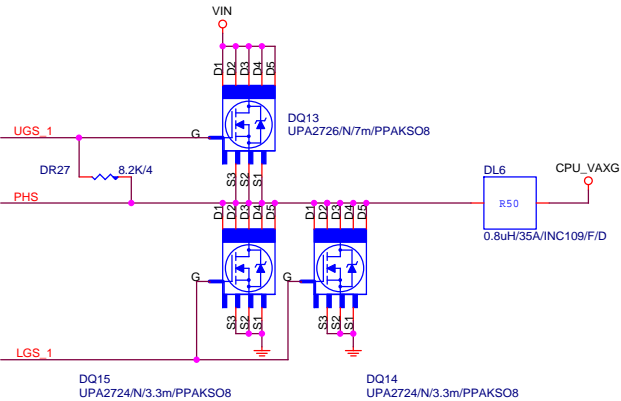 VIN
D1
D2
D3
D4
D5
DQ13
UPA2726/N/7m/PPAKSO8
UGS_1
G
S3
S2
S1
DR27
8.2K/4
DL6
CPU_VAXG
PHS
R50
0.8uH/35A/INC109/F/D
D1
D2
D3
D4
D5
D1
D2
D3
D4
D5
G
G
S3
S2
S1
S3
S2
S1
LGS_1
DQ15
UPA2724/N/3.3m/PPAKSO8
DQ14
UPA2724/N/3.3m/PPAKSO8